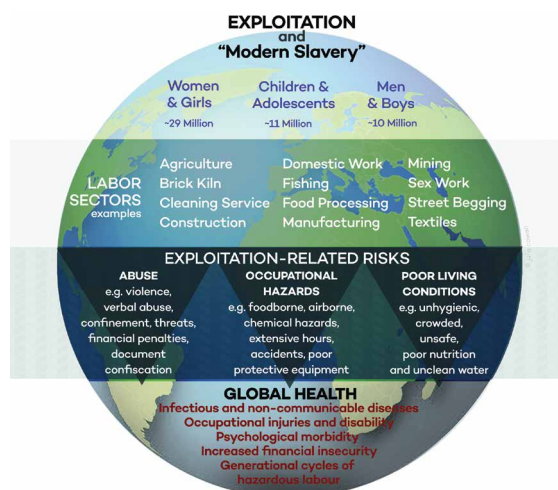 EXPLOITATION
and
“Modern Slavery”
Women
& Girls
~29 Million
Children &
Adolescents
~11 Million
Men
& Boys
~10 Million
LABOR
SECTORS
examples
Agriculture
Brick Kiln
Cleaning Service
Construction
Domestic Work
Fishing
Food Processing
Manufacturing
Mining
Sex Work
Street Begging
Textiles
EXPLOITATION-RELATED RISKS
ABUSE
e.g. violence,
verbal abuse,
confinement, threats,
financial penalties,
document
confiscation
OCCUPATIONAL
HAZARDS
e.g. foodborne, airborne,
chemical hazards,
extensive hours,
accidents, poor
protective equipment
POOR LIVING
CONDITIONS
e.g. unhygienic,
crowded,
unsafe,
poor nutrition
and unclean water
GLOBAL HEALTH
Infectious and non-communicable diseases
Occupational injuries and disability
Psychological morbidity
Increased financial insecurity
Generational cycles of
hazardous labour